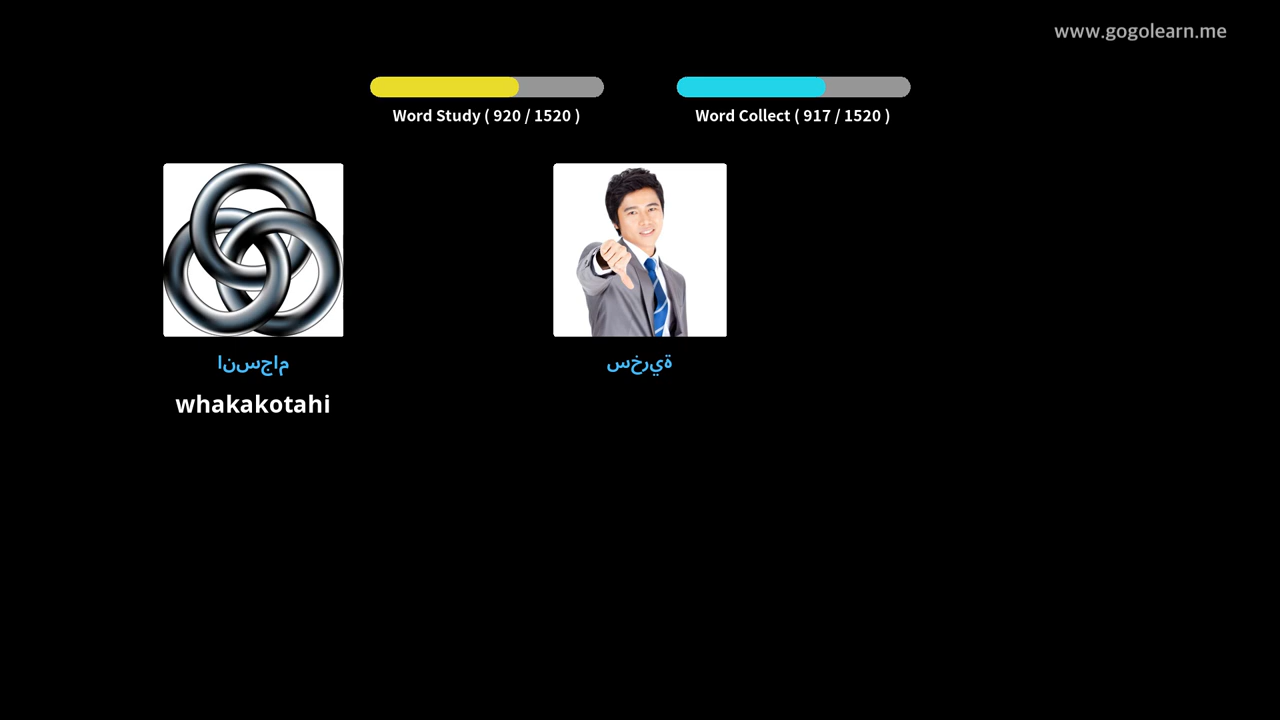 www.gogolearn.me
Word Study ( 920 / 1520 )
Word Collect ( 917 / 1520 )
انسجام
سخرية
whakakotahi